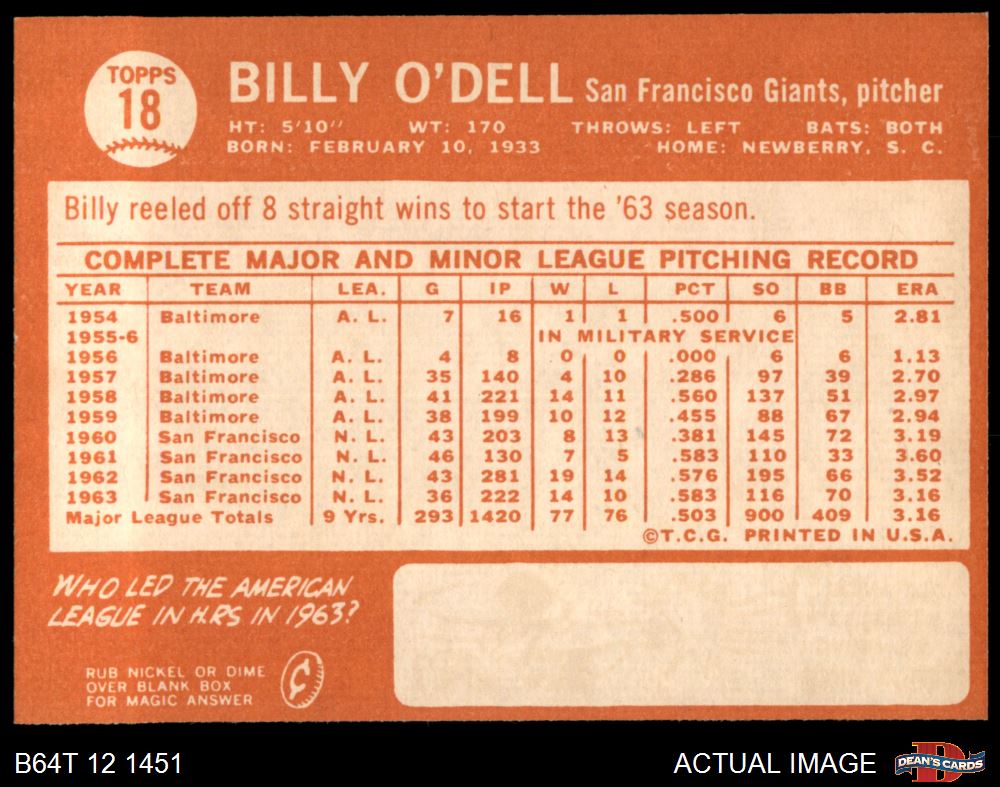 TOPPS
18
BILLY O'DELL San Francisco Giants, pitcher
HT: 5'10" WT: 170 THROWS: LEFT BATS: BOTH
BORN: FEBRUARY 10, 1933 HOME: NEWBERRY, S. C.
Billy reeled off 8 straight wins to start the '63 season.
COMPLETE MAJOR AND MINOR LEAGUE PITCHING RECORD
YEAR TEAM LEA. G IP W L PCT SO BB ERA
1954 Baltimore A. L. 7 16 1 1 .500 6 5 2.81
1955-6 IN MILITARY SERVICE
1956 Baltimore A. L. 4 8 0 0 .000 6 6 1.13
1957 Baltimore A. L. 35 140 4 10 .286 97 39 2.70
1958 Baltimore A. L. 41 221 14 11 .560 137 51 2.97
1959 Baltimore A. L. 38 199 10 12 .455 88 67 2.94
1960 San Francisco N. L. 43 203 8 13 .381 145 72 3.19
1961 San Francisco N. L. 46 130 7 5 .583 110 33 3.60
1962 San Francisco N. L. 43 281 19 14 .576 195 66 3.52
1963 San Francisco N. L. 36 222 14 10 .583 116 70 3.16
Major League Totals 9 Yrs. 293 1420 77 76 .503 900 409 3.16
©T.C.G. PRINTED IN U.S.A.
WHO LED THE AMERICAN
LEAGUE IN H.RS IN 1963?
RUB NICKEL OR DIME
OVER BLANK BOX
FOR MAGIC ANSWER
¢
B64T 12 1451 ACTUAL IMAGE D DEAN'S CARDS